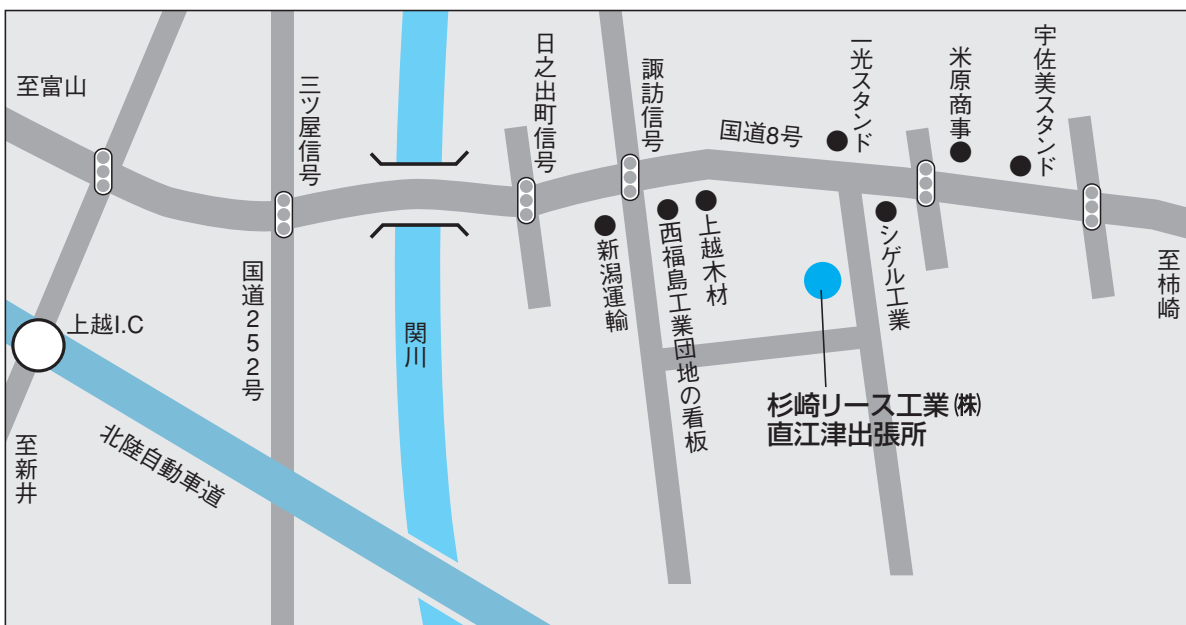 至富山
三ツ屋信号
日之出町信号
諏訪信号
国道8号
一光スタンド
米原商事
宇佐美スタンド
至柿崎
シゲル工業
上越木材
西福島工業団地の看板
新潟運輸
関川
国道252号
上越I.C
至新井
北陸自動車道
杉崎リース工業㈱
直江津出張所